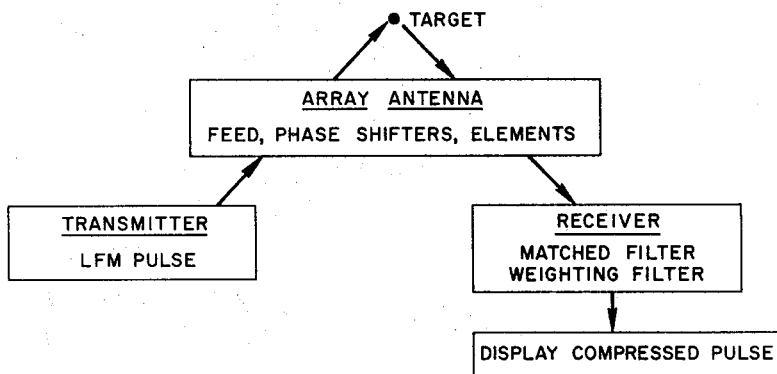 TARGET
ARRAY ANTENNA
FEED, PHASE SHIFTERS, ELEMENTS
TRANSMITTER
LFM PULSE
RECEIVER
MATCHED FILTER
WEIGHTING FILTER
DISPLAY COMPRESSED PULSE